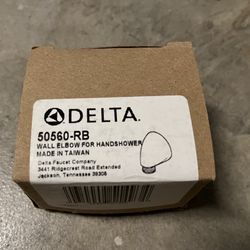 DELTA.
50560-RB
WALL ELBOW FOR HANDSHOWER
MADE IN TAIWAN
Delta Faucet Company
3441 Ridgecrest Road Extended
Jackson, Tennessee 38305